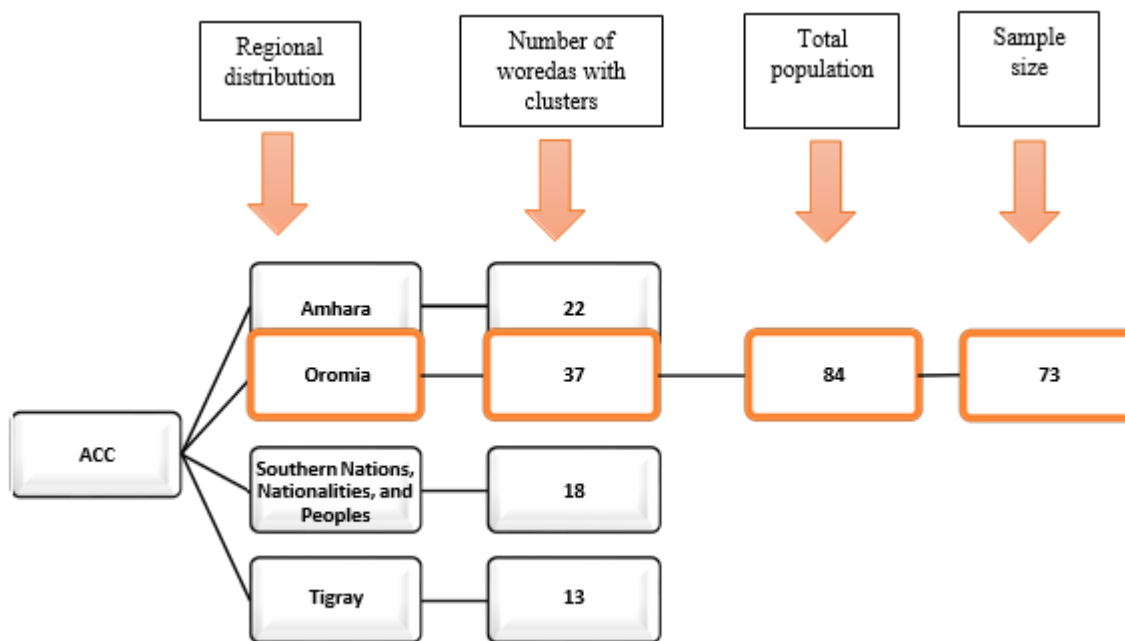 Regional
distribution
Number of
woredas with
clusters
Total
population
Sample
size
Amhara
22
Oromia
37
84
73
ACC
Southern Nations,
Nationalities, and
Peoples
18
Tigray
13